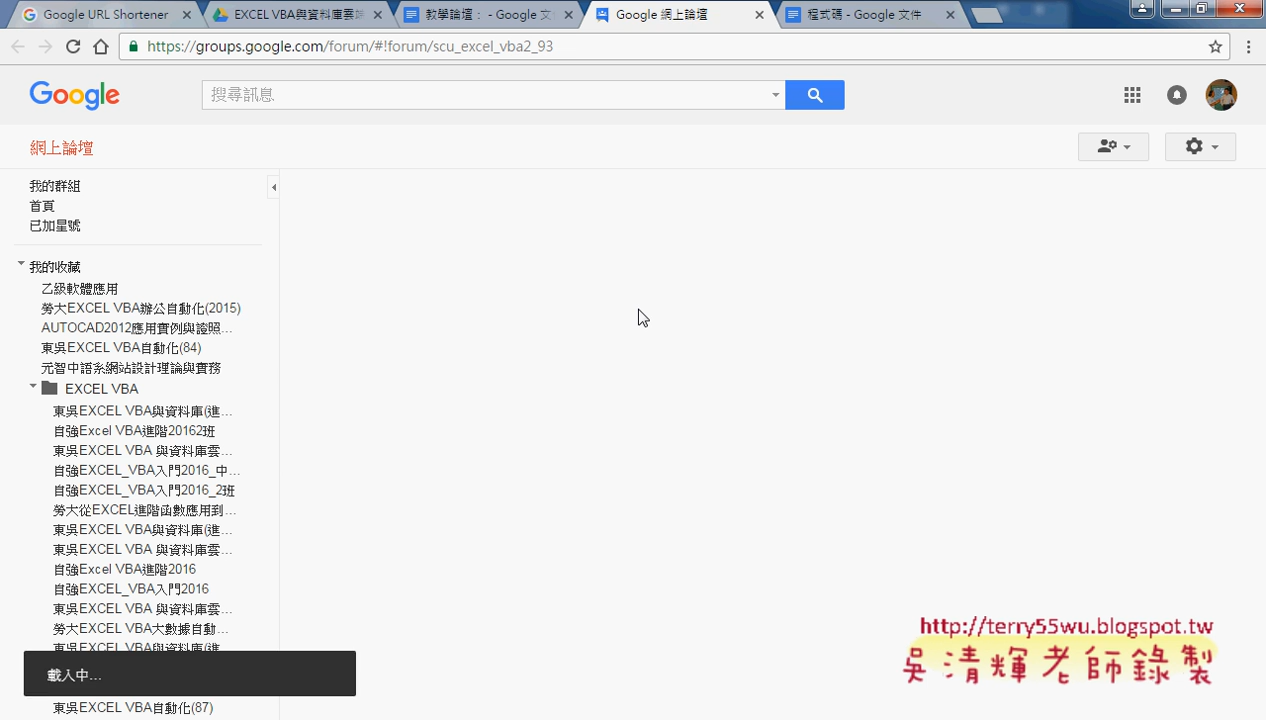 Google URL Shortener
EXCEL VBA與資料庫雲端
教學論壇： - Google 文
Google 網上論壇
程式碼 - Google 文件
https://groups.google.com/forum/#!forum/scu_excel_vba2_93
Google
搜尋訊息
網上論壇
我的群組
首頁
已加星號
我的收藏
乙級軟體應用
勞大EXCEL VBA辦公自動化(2015)
AUTOCAD2012應用實例與證照...
東吳EXCEL VBA自動化(84)
元智中語系網站設計理論與實務
EXCEL VBA
東吳EXCEL VBA與資料庫(進...
自強Excel VBA進階20162班
東吳EXCEL VBA 與資料庫雲...
自強EXCEL_VBA入門2016_中...
自強EXCEL_VBA入門2016_2班
勞大從EXCEL進階函數應用到...
東吳EXCEL VBA與資料庫(進...
東吳EXCEL VBA 與資料庫雲...
自強Excel VBA進階2016
自強EXCEL_VBA入門2016
東吳EXCEL VBA 與資料庫雲...
勞大EXCEL VBA大數據自動...
東吳EXCEL VBA與資料庫(進...
載入中...
東吳EXCEL VBA自動化(87)
http://terry55wu.blogspot.tw
吳清輝老師錄製